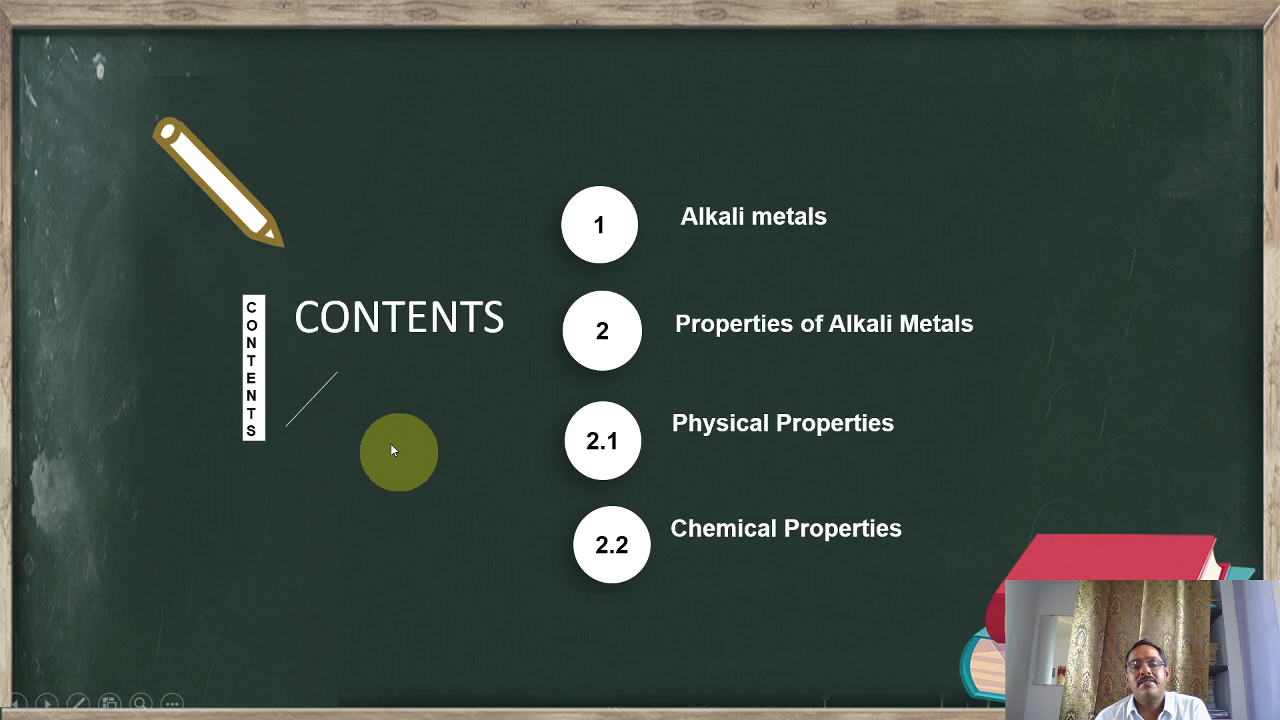 CONTENTS
CONTENTS
1 Alkali metals
2 Properties of Alkali Metals
2.1 Physical Properties
2.2 Chemical Properties